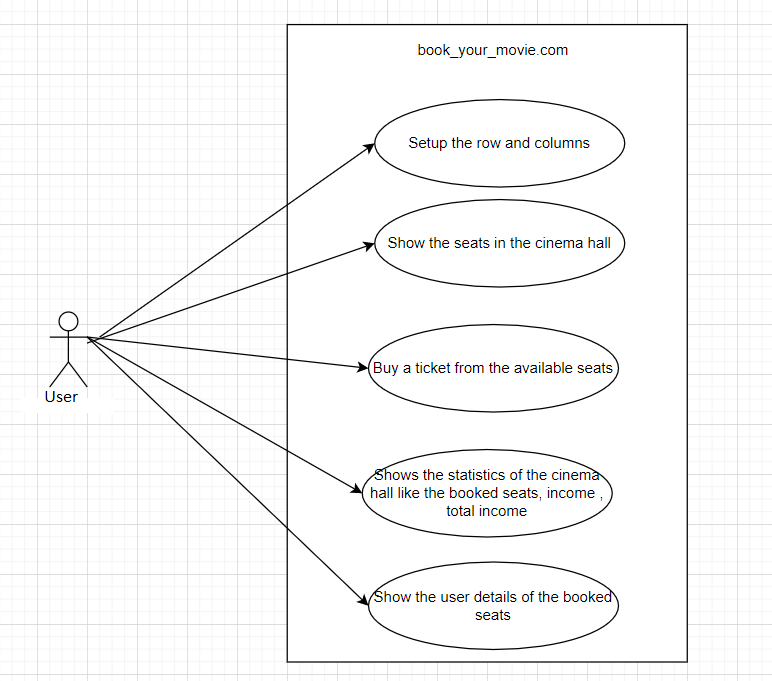 book_your_movie.com
Setup the row and columns
Show the seats in the cinema hall
Buy a ticket from the available seats
User
Shows the statistics of the cinema
hall like the booked seats, income ,
total income
Show the user details of the booked
seats